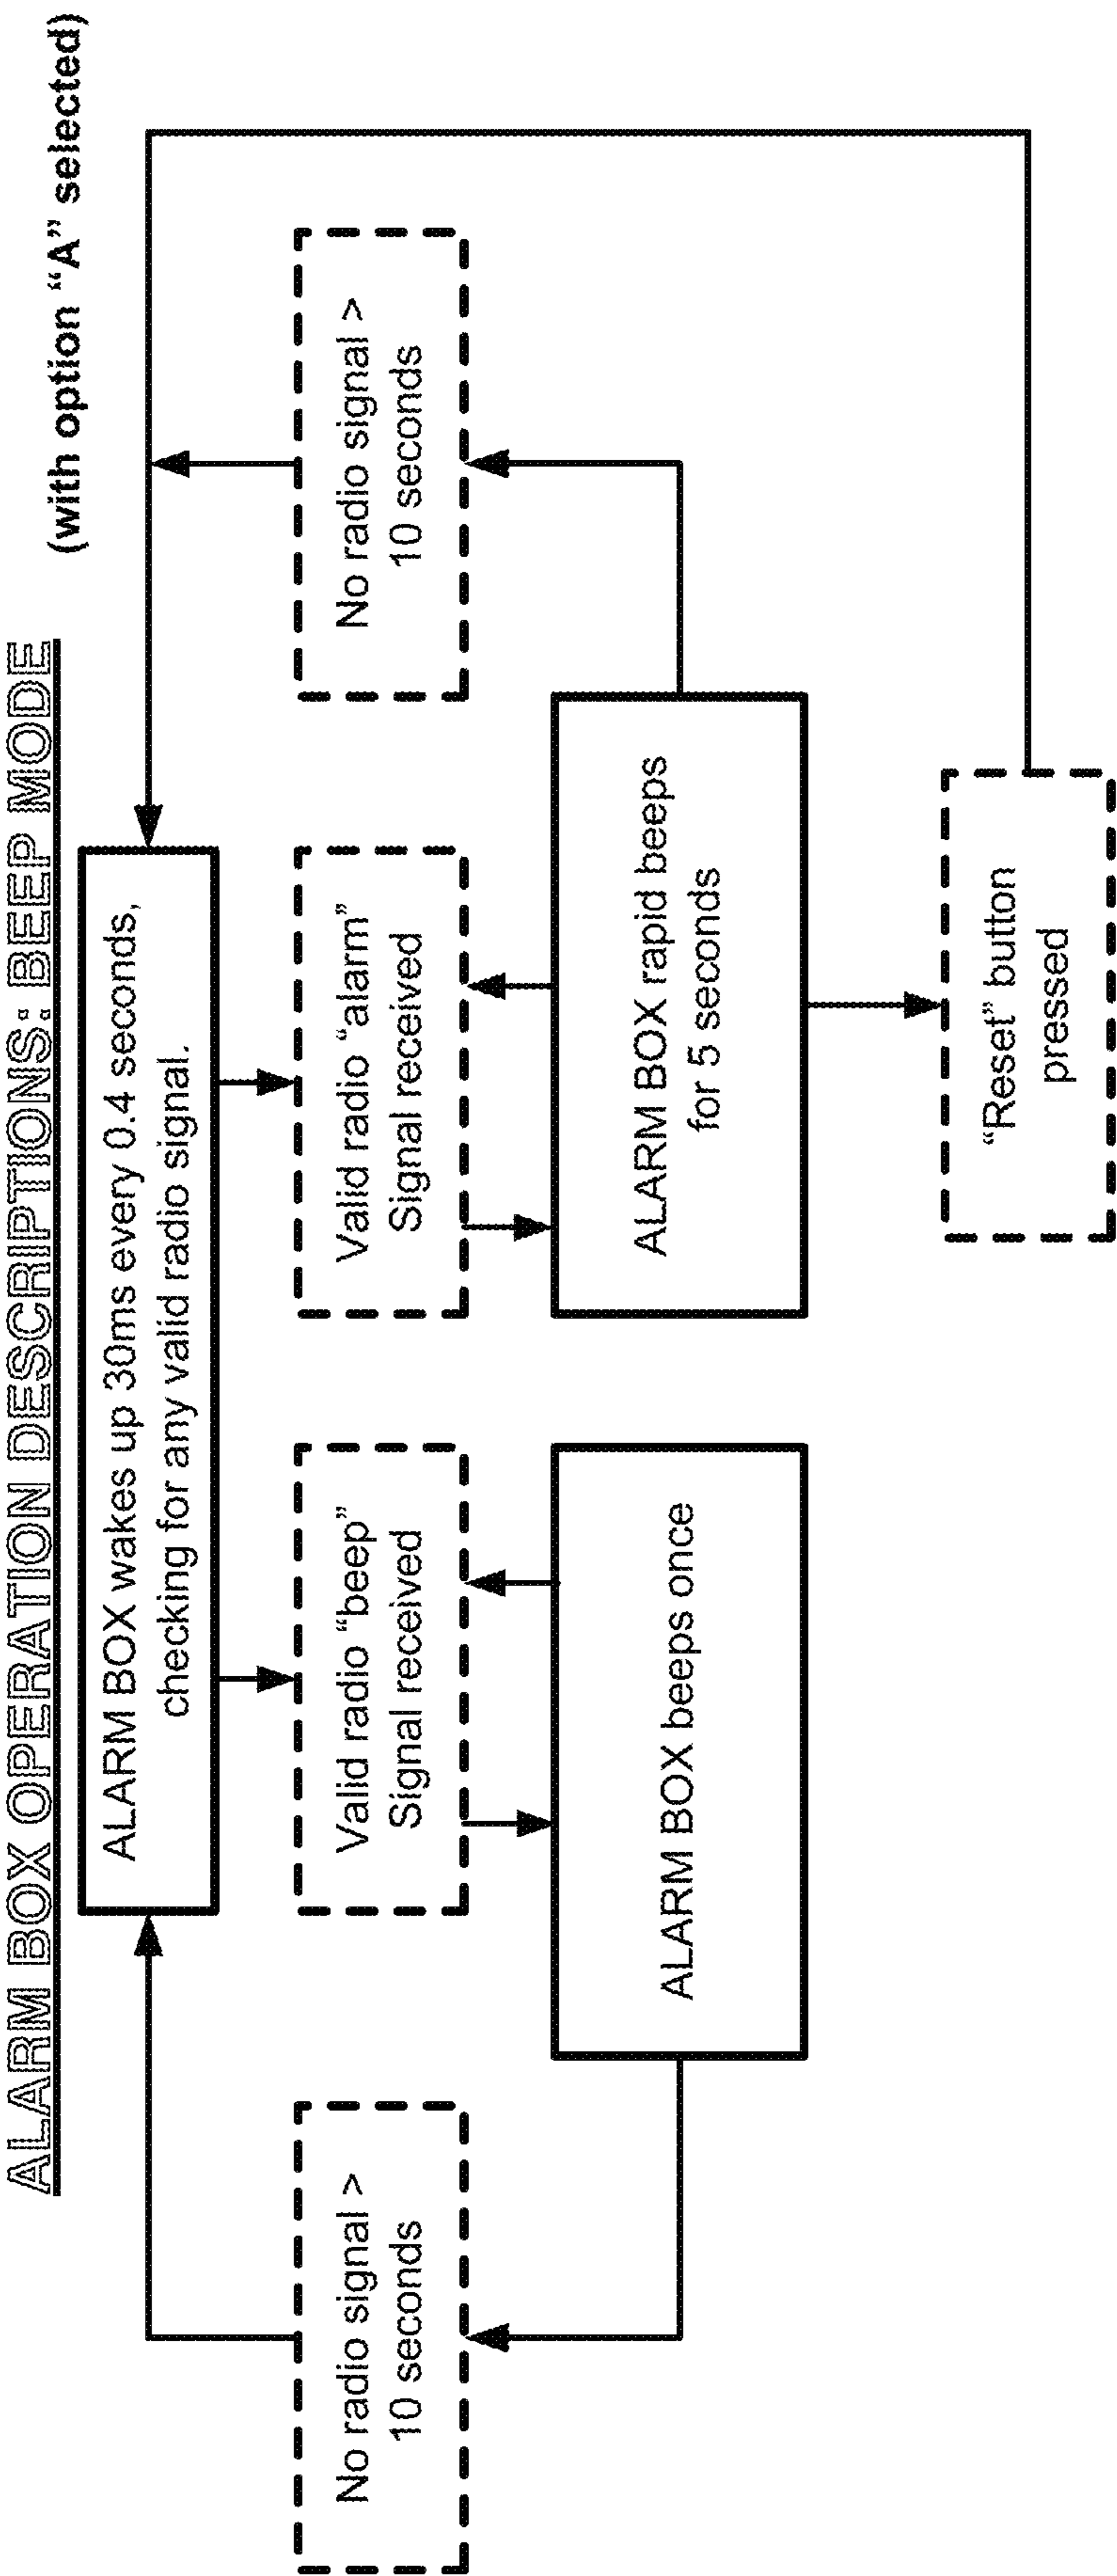 ALARM BOX OPERATION DESCRIPTIONS: BEEP MODE
(with option “A” selected)
ALARM BOX wakes up 30ms every 0.4 seconds,
checking for any valid radio signal.
No radio signal >
10 seconds
Valid radio “beep”
Signal received
Valid radio “alarm”
Signal received
No radio signal >
10 seconds
ALARM BOX beeps once
ALARM BOX rapid beeps
for 5 seconds
“Reset” button
pressed